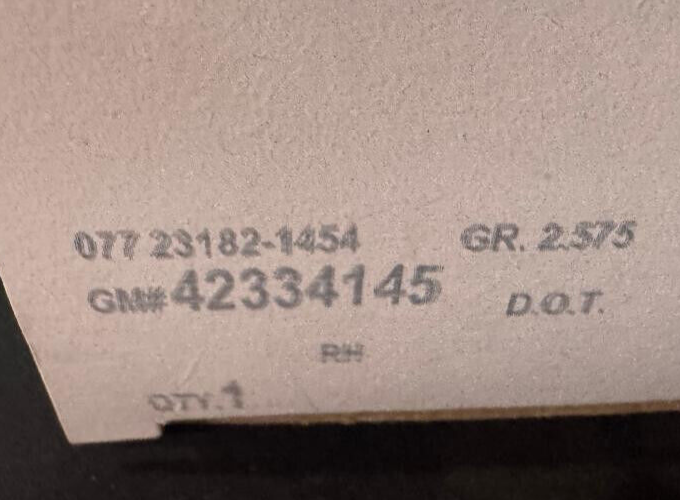 077 23182-1454 GR. 2.575
GM# 42334145 D.O.T.
RH
QTY. 1